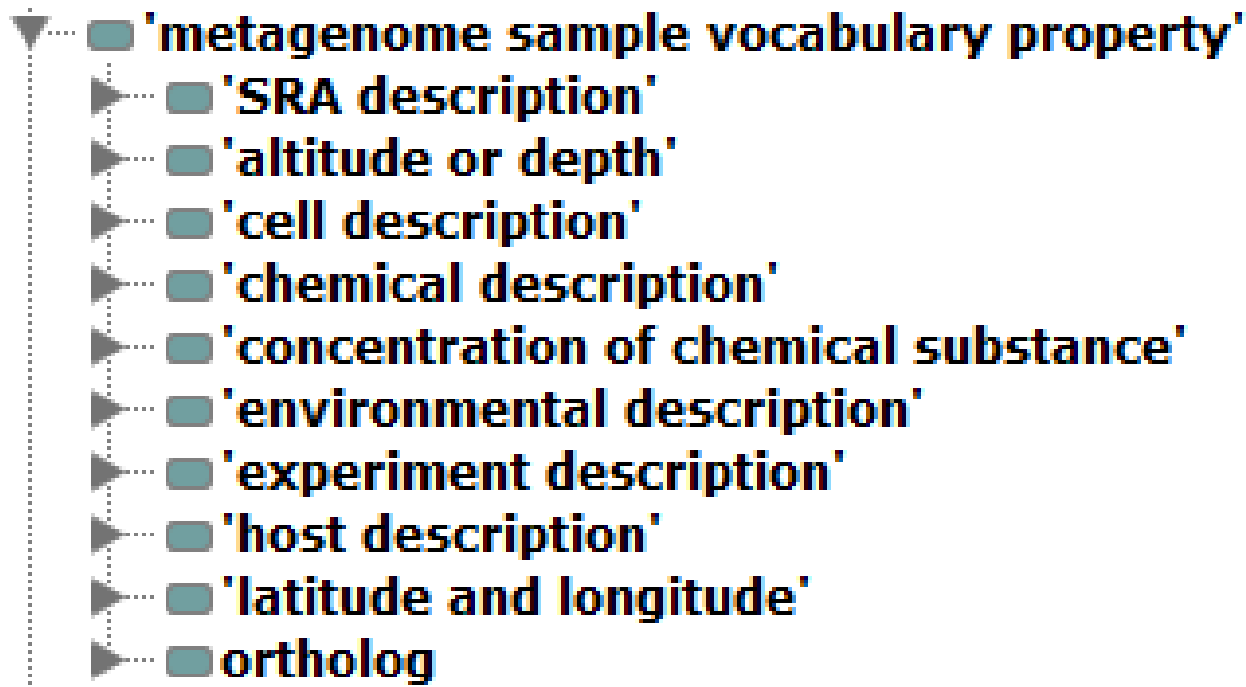 'metagenome sample vocabulary property'
'SRA description'
'altitude or depth'
'cell description'
'chemical description'
'concentration of chemical substance'
'environmental description'
'experiment description'
'host description'
'latitude and longitude'
ortholog